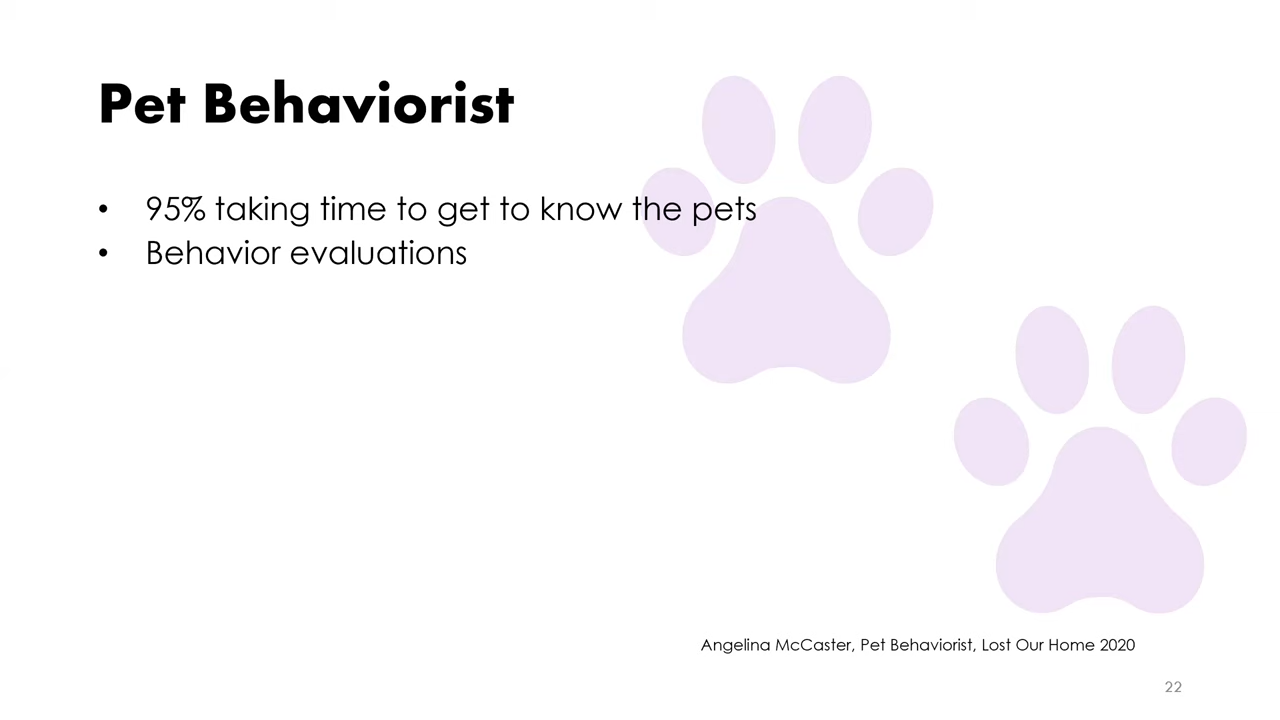 Pet Behaviorist
• 95% taking time to get to know the pets
• Behavior evaluations
Angelina McCaster, Pet Behaviorist, Lost Our Home 2020
22